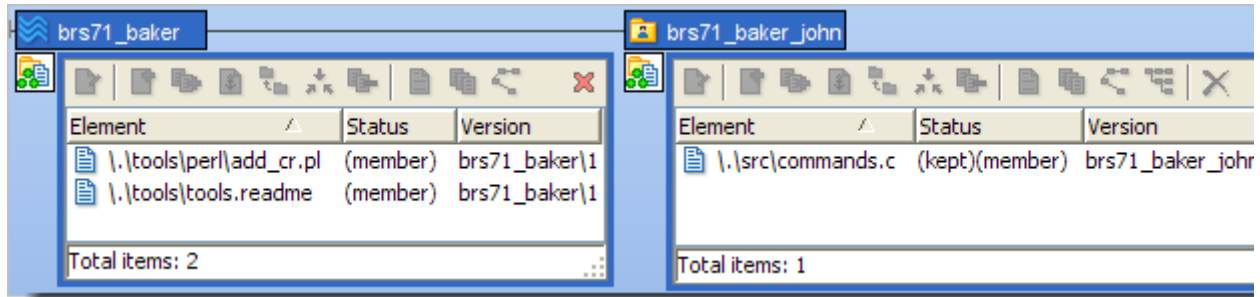 brs71_baker
brs71_baker_john
Element Status Version
\.\tools\perl\add_cr.pl (member) brs71_baker\1
\.\tools\tools.readme (member) brs71_baker\1
Total items: 2
Element Status Version
\.\src\commands.c (kept)(member) brs71_baker_john
Total items: 1